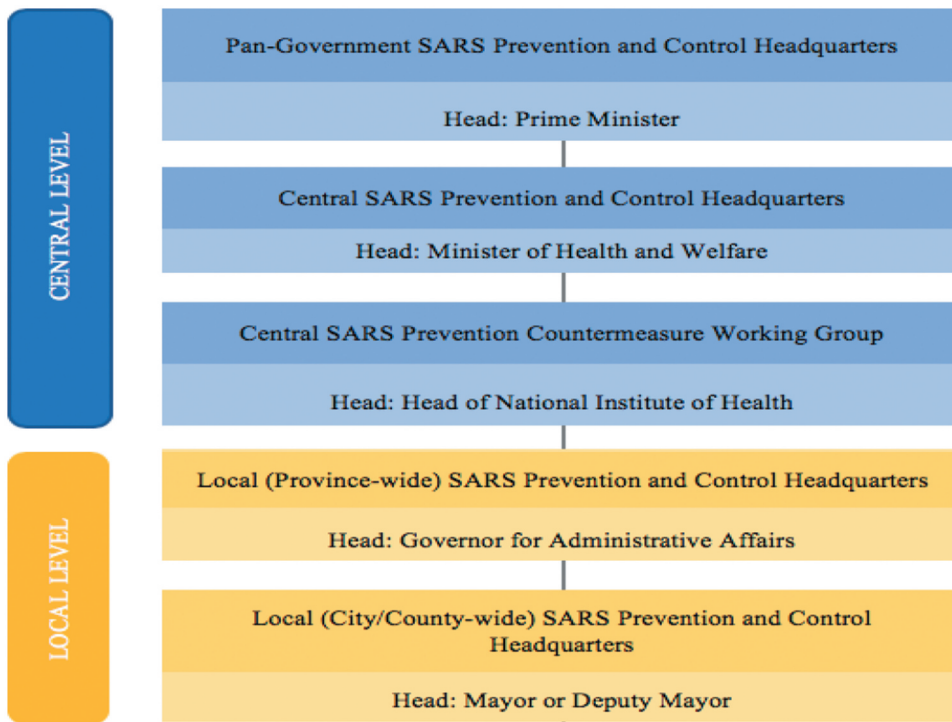 CENTRAL LEVEL
Pan-Government SARS Prevention and Control Headquarters
Head: Prime Minister
Central SARS Prevention and Control Headquarters
Head: Minister of Health and Welfare
Central SARS Prevention Countermeasure Working Group
Head: Head of National Institute of Health
LOCAL LEVEL
Local (Province-wide) SARS Prevention and Control Headquarters
Head: Governor for Administrative Affairs
Local (City/County-wide) SARS Prevention and Control
Headquarters
Head: Mayor or Deputy Mayor